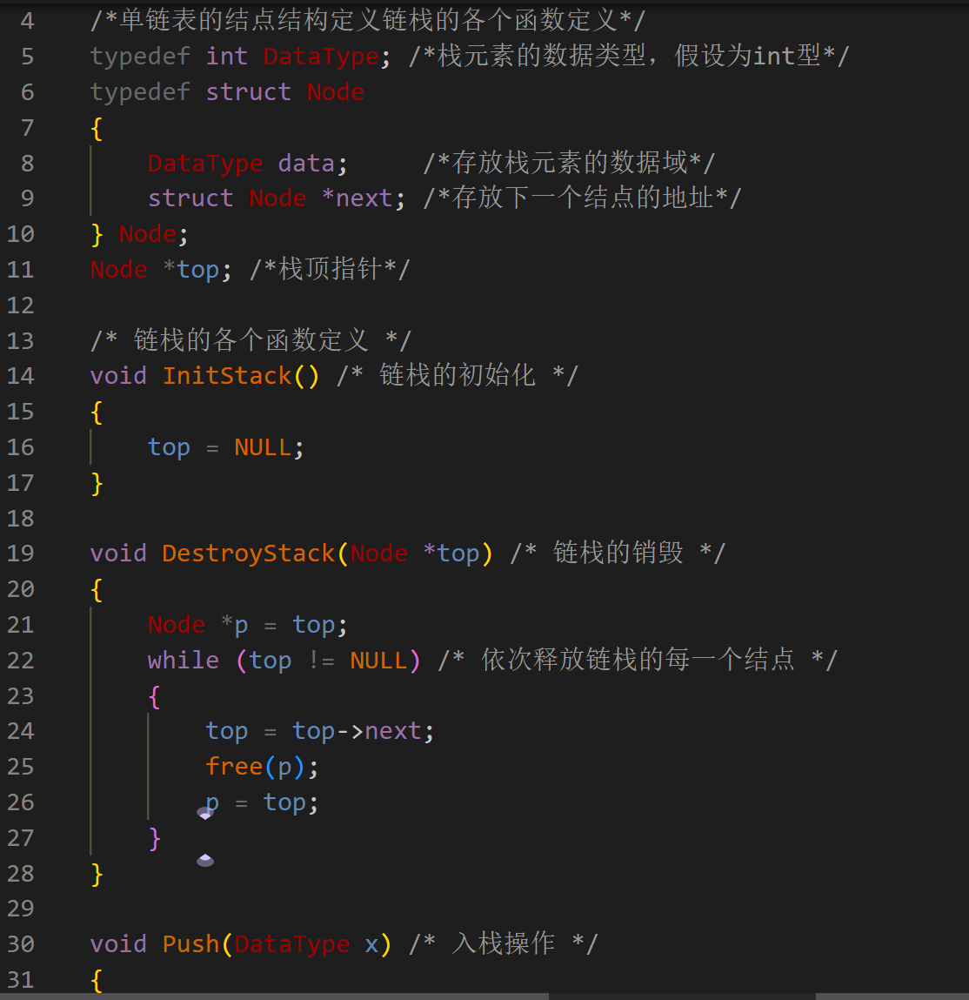 4 /*单链表的结点结构定义链栈的各个函数定义*/
5 typedef int DataType; /*栈元素的数据类型，假设为int型*/
6 typedef struct Node
7 {
8     DataType data;     /*存放栈元素的数据域*/
9     struct Node *next; /*存放下一个结点的地址*/
10 } Node;
11 Node *top; /*栈顶指针*/
12
13 /* 链栈的各个函数定义 */
14 void InitStack() /* 链栈的初始化 */
15 {
16     top = NULL;
17 }
18
19 void DestroyStack(Node *top) /* 链栈的销毁 */
20 {
21     Node *p = top;
22     while (top != NULL) /* 依次释放链栈的每一个结点 */
23     {
24         top = top->next;
25         free(p);
26         p = top;
27     }
28 }
29
30 void Push(DataType x) /* 入栈操作 */
31 {